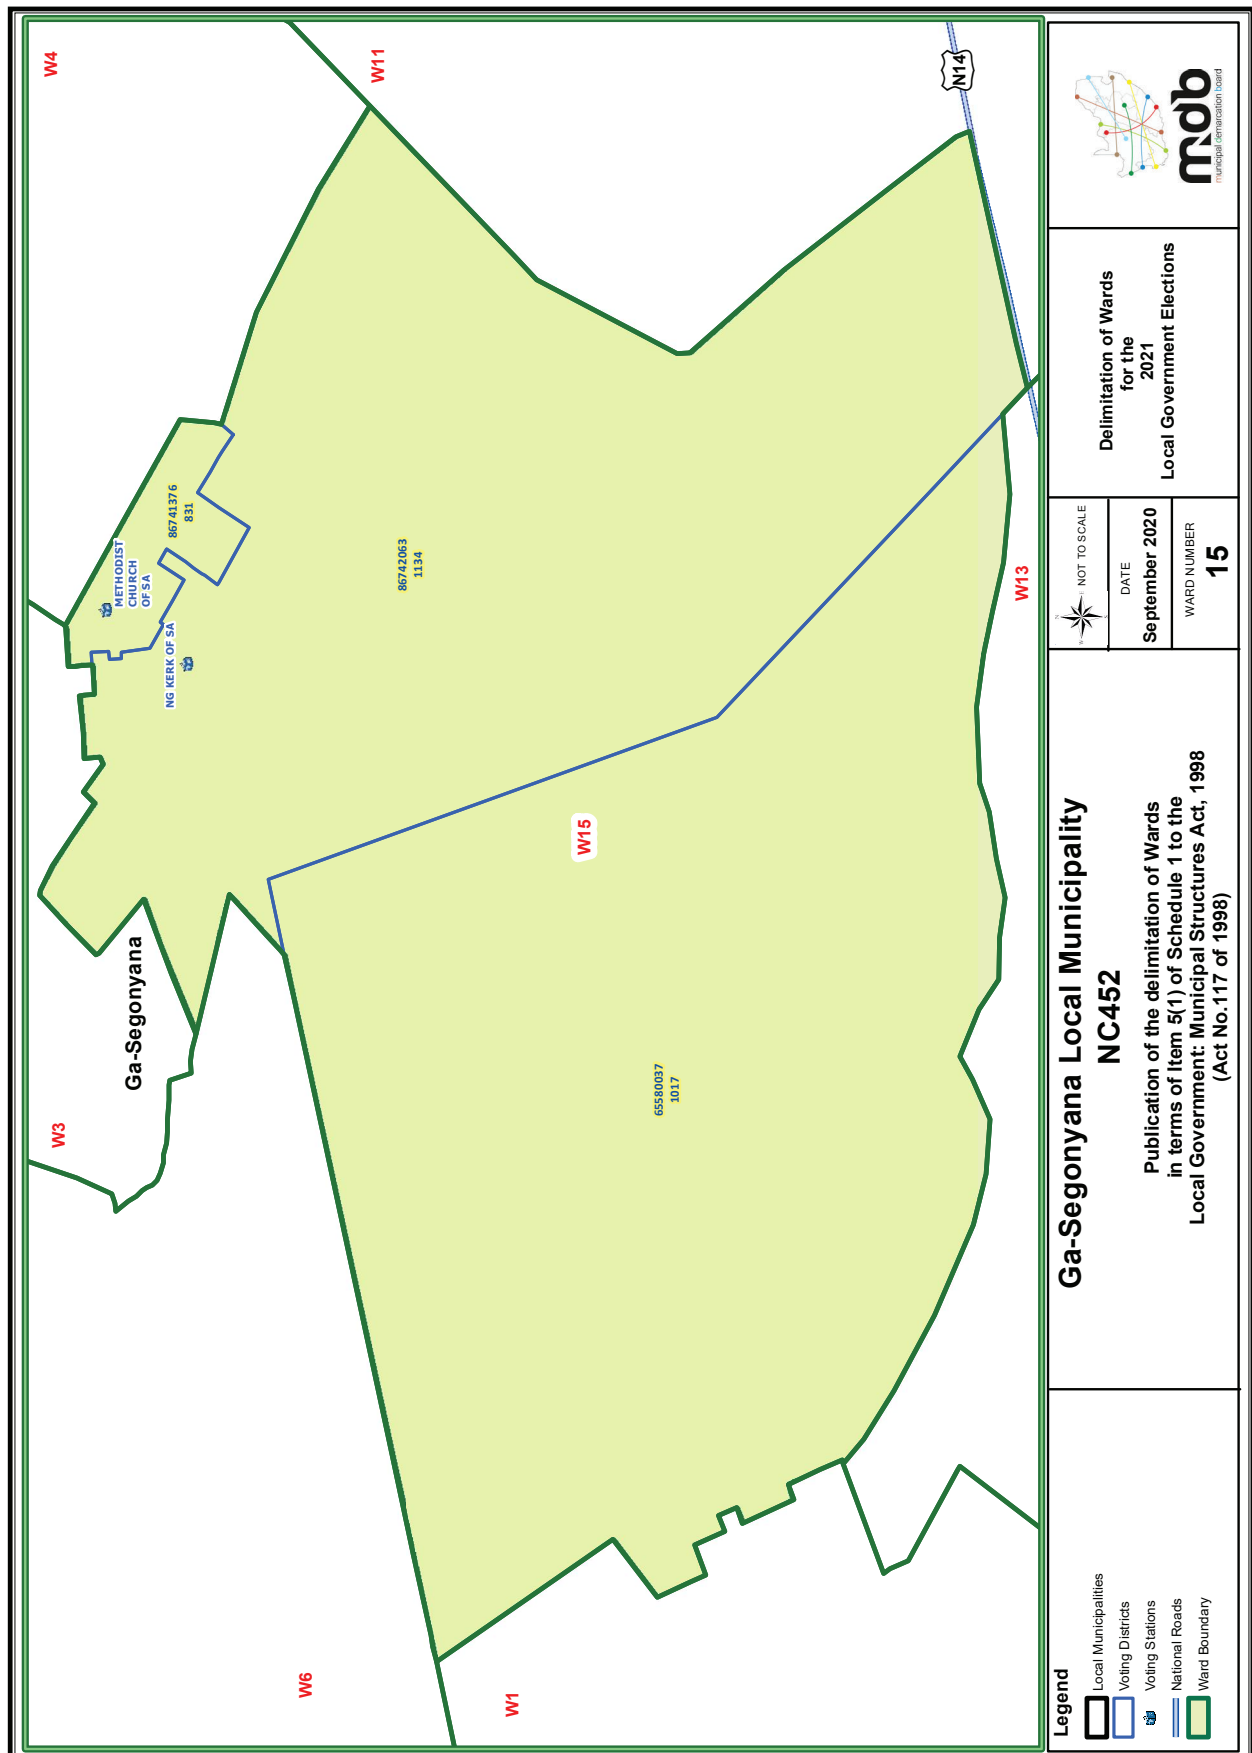 W4
W11
N14
W3
Ga-Segonyana
METHODIST
CHURCH
OF SA
86741376
831
NG KERK OF SA
86742063
1134
W15
65580037
1017
W13
W6
W1
Legend
Local Municipalities
Voting Districts
Voting Stations
National Roads
Ward Boundary
Ga-Segonyana Local Municipality
NC452
Publication of the delimitation of Wards
in terms of Item 5(1) of Schedule 1 to the
Local Government: Municipal Structures Act, 1998
(Act No.117 of 1998)
N
W E
S
NOT TO SCALE
DATE
September 2020
WARD NUMBER
15
Delimitation of Wards
for the
2021
Local Government Elections
mdb
municipal demarcation board